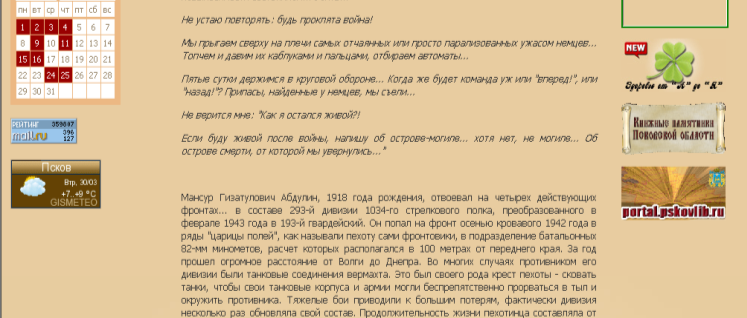 пн вт ср чт пт сб вс
1 2 3 4 5 6 7
8 9 10 11 12 13 14
15 16 17 18 19 20 21
22 23 24 25 26 27 28
29 30 31
РЕЙТИНГ 359847
mail.ru 396
127
Псков
Втр, 30/03
+7..+9 °C
GISMETEO
Не устаю повторять: будь проклята война!
Мы прыгаем сверху на плечи самых отчаянных или просто парализованных ужасом немцев...
Топчем и давим их каблуками и пальцами, отбираем автоматы...
Пятые сутки держимся в круговой обороне... Когда же будет команда уж или "вперед!", или
"назад!"? Припасы, найденные у немцев, мы съели...
Не верится мне: "Как я остался живой?!
Если буду живой после войны, напишу об острове-могиле... хотя нет, не могиле... Об
острове смерти, от которой мы увернулись..."
Мансур Гизатулович Абдулин, 1918 года рождения, отвоевал на четырех действующих
фронтах... в составе 293-й дивизии 1034-го стрелкового полка, преобразованного в
феврале 1943 года в 193-й гвардейский. Он попал на фронт осенью кровавого 1942 года в
ряды "царицы полей", как называли пехоту сами фронтовики, в подразделение батальонных
82-мм минометов, расчет которых располагался в 100 метрах от переднего края. За год
прошел огромное расстояние от Волги до Днепра. Во многих случаях противником его
дивизии были танковые соединения вермахта. Это был своего рода крест пехоты - сковать
танки, чтобы свои танковые корпуса и армии могли беспрепятственно прорваться в тыл и
окружить противника. Тяжелые бои приводили к большим потерям, фактически дивизия
несколько раз обновляла свой состав. Продолжительность жизни пехотинца составляла от
NEW
Здоровье от "А" до "Я"
Книжные памятники
Псковской области
portal.pskovlib.ru